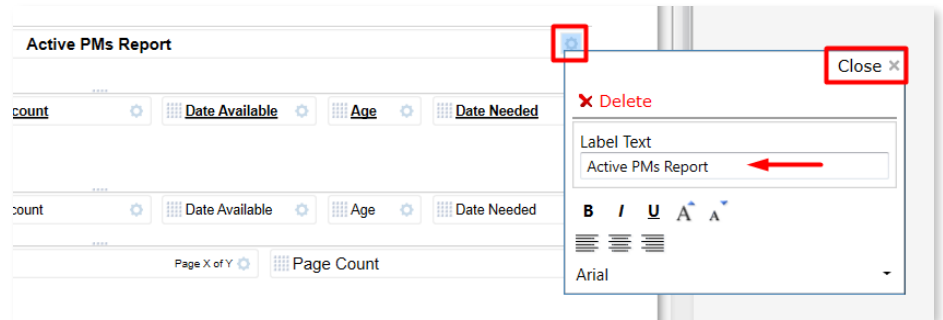 Active PMs Report
Close ×
Delete
count Date Available Age Date Needed
Label Text
Active PMs Report
count Date Available Age Date Needed
B I U A A
Page X of Y Page Count
Arial